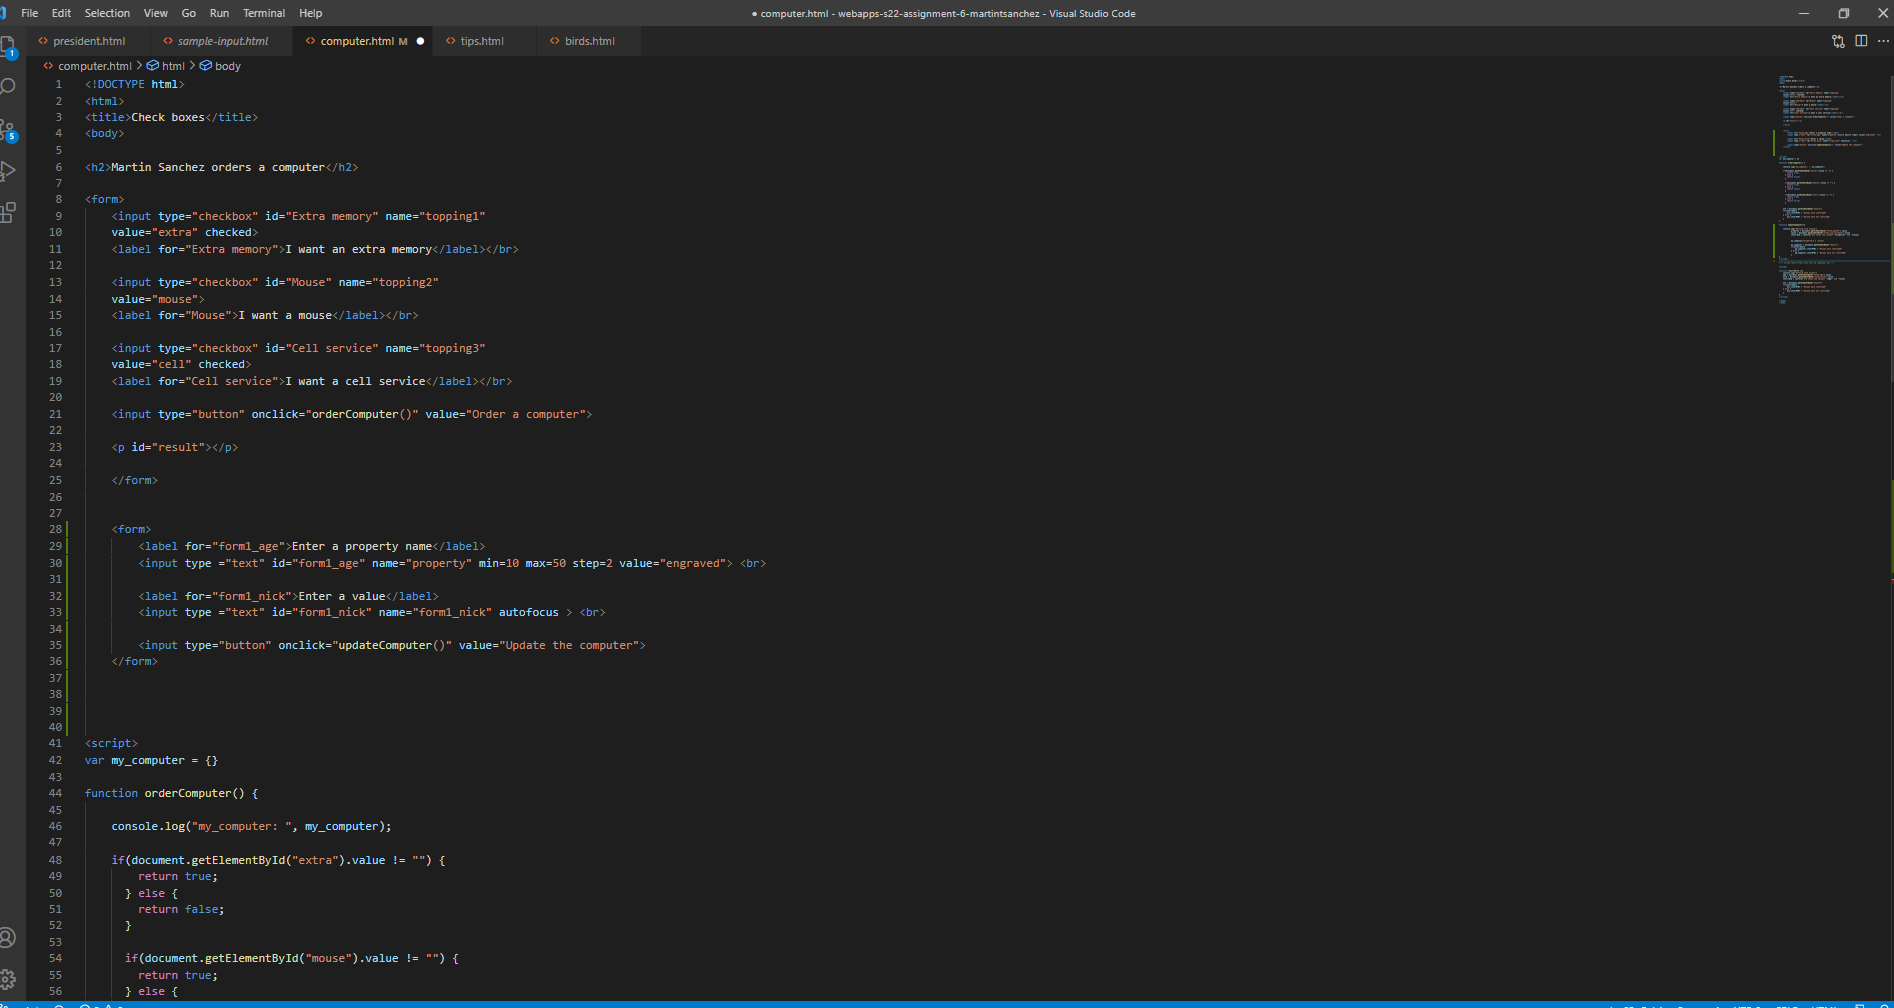 File Edit Selection View Go Run Terminal Help
● computer.html - webapps-s22-assignment-6-martintsanchez - Visual Studio Code
president.html sample-input.html computer.html M tips.html birds.html
computer.html > html > body
1 <!DOCTYPE html>
2 <html>
3 <title>Check boxes</title>
4 <body>
5
6 <h2>Martin Sanchez orders a computer</h2>
7
8 <form>
9 <input type="checkbox" id="Extra memory" name="topping1"
10 value="extra" checked>
11 <label for="Extra memory">I want an extra memory</label></br>
12
13 <input type="checkbox" id="Mouse" name="topping2"
14 value="mouse">
15 <label for="Mouse">I want a mouse</label></br>
16
17 <input type="checkbox" id="Cell service" name="topping3"
18 value="cell" checked>
19 <label for="Cell service">I want a cell service</label></br>
20
21 <input type="button" onclick="orderComputer()" value="Order a computer">
22
23 <p id="result"></p>
24
25 </form>
26
27
28 <form>
29 <label for="form1_age">Enter a property name</label>
30 <input type ="text" id="form1_age" name="property" min=10 max=50 step=2 value="engraved"> <br>
31
32 <label for="form1_nick">Enter a value</label>
33 <input type ="text" id="form1_nick" name="form1_nick" autofocus > <br>
34
35 <input type="button" onclick="updateComputer()" value="Update the computer">
36 </form>
37
38
39
40
41 <script>
42 var my_computer = {}
43
44 function orderComputer() {
45
46 console.log("my_computer: ", my_computer);
47
48 if(document.getElementById("extra").value != "") {
49 return true;
50 } else {
51 return false;
52 }
53
54 if(document.getElementById("mouse").value != "") {
55 return true;
56 } else {
1
5